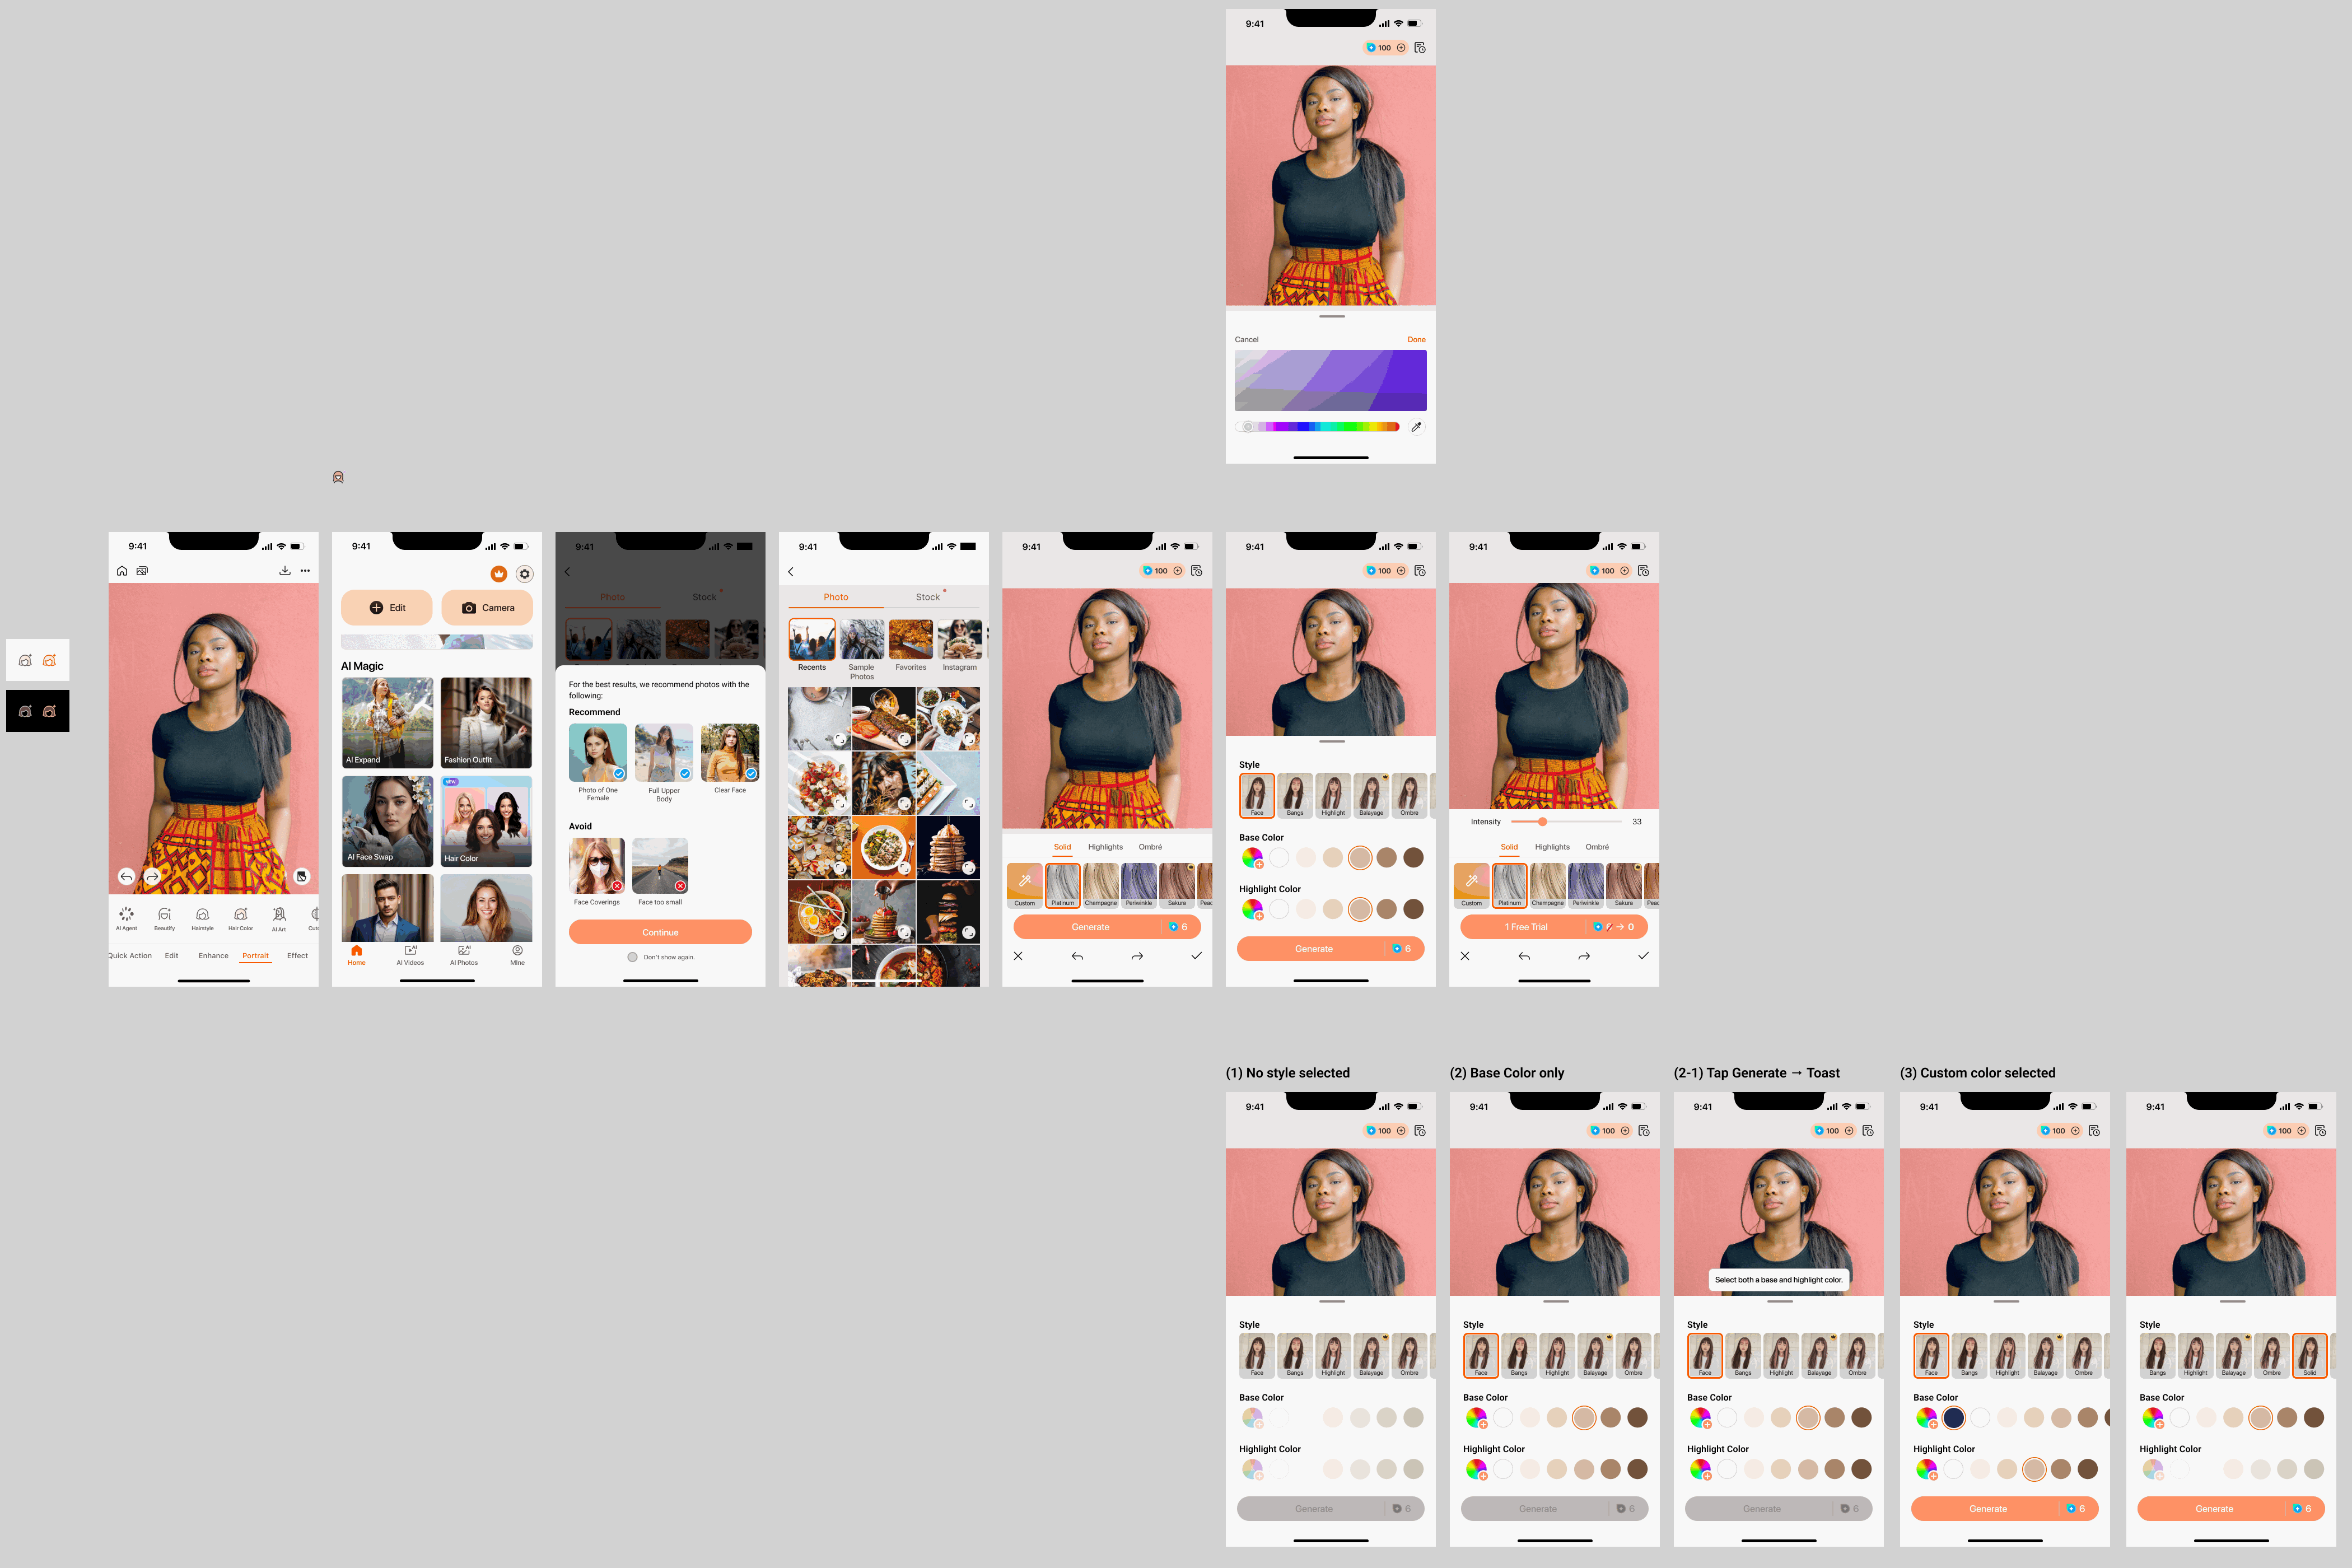 9:41
100
Cancel
Done
9:41
Quick Action
Edit
Enhance
Portrait
Effect
AI Agent
Beautify
Hairstyle
Hair Color
AI Art
9:41
Edit
Camera
AI Magic
AI Expand
Fashion Outfit
AI Face Swap
NEW
Hair Color
Home
AI Videos
AI Photos
Mine
9:41
Photo
Stock
For the best results, we recommend photos with the
following:
Recommend
Photo of One
Female
Full Upper
Body
Clear Face
Avoid
Face Coverings
Face too small
Continue
Don't show again.
9:41
Photo
Stock
Recents
Sample
Photos
Favorites
Instagram
9:41
100
Solid
Highlights
Ombré
Custom
Platinum
Champagne
Periwinkle
Sakura
Generate
6
9:41
100
Style
Face
Bangs
Highlight
Balayage
Ombre
Base Color
Highlight Color
Generate
6
9:41
100
Intensity
33
Solid
Highlights
Ombré
Custom
Platinum
Champagne
Periwinkle
Sakura
1 Free Trial
→ 0
(1) No style selected
9:41
100
Style
Face
Bangs
Highlight
Balayage
Ombre
Base Color
Highlight Color
Generate
6
(2) Base Color only
9:41
100
Style
Face
Bangs
Highlight
Balayage
Ombre
Base Color
Highlight Color
Generate
6
(2-1) Tap Generate → Toast
9:41
100
Select both a base and highlight color.
Style
Face
Bangs
Highlight
Balayage
Ombre
Base Color
Highlight Color
Generate
6
(3) Custom color selected
9:41
100
Style
Face
Bangs
Highlight
Balayage
Ombre
Base Color
Highlight Color
Generate
6
9:41
100
Style
Bangs
Highlight
Balayage
Ombre
Solid
Base Color
Highlight Color
Generate
6